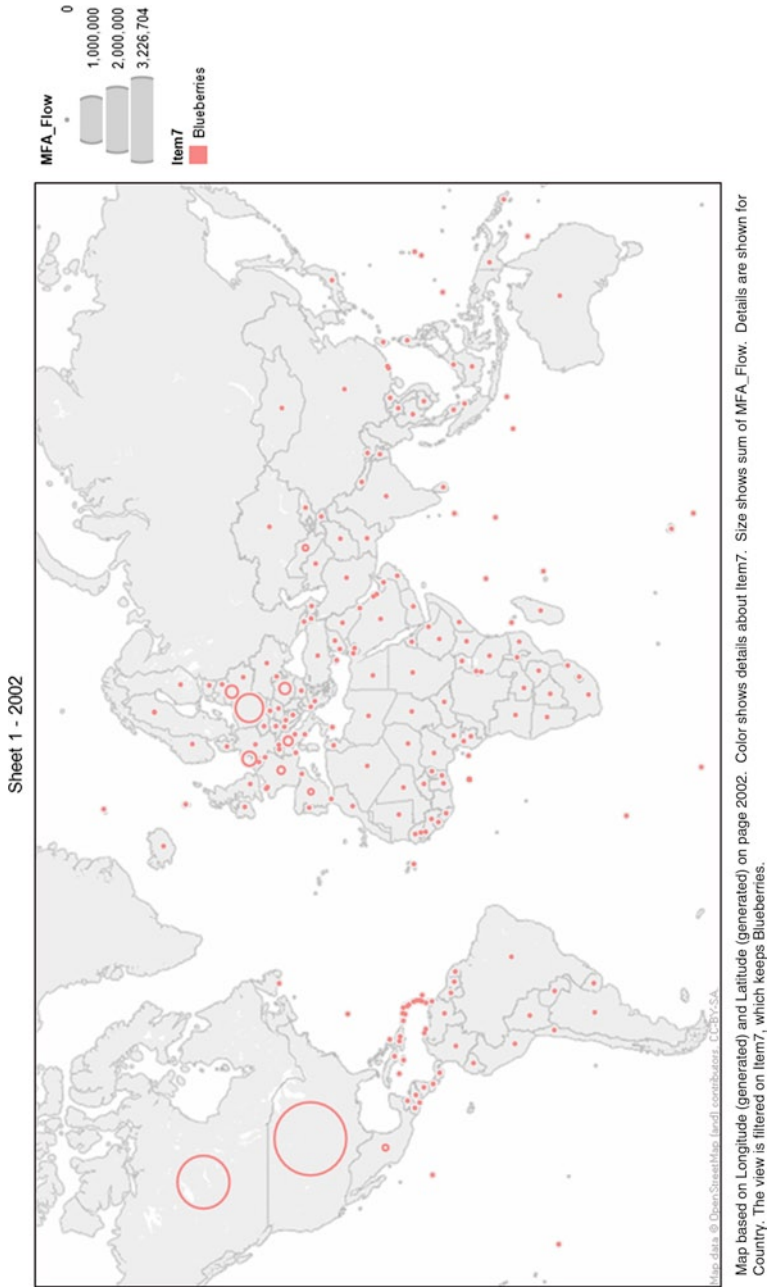 Sheet 1 - 2002
MFA_Flow
0
1,000,000
2,000,000
3,226,704
Item7
Blueberries
Map data © OpenStreetMap (and) contributors, CC-BY-SA
Map based on Longitude (generated) and Latitude (generated) on page 2002.  Color shows details about Item7.  Size shows sum of MFA_Flow.  Details are shown for
Country. The view is filtered on Item7, which keeps Blueberries.